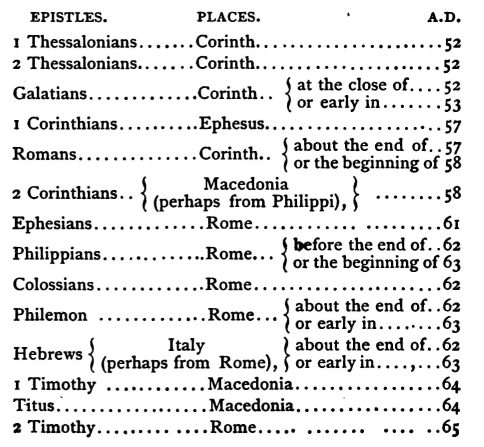 EPISTLES. PLACES. A.D.
1 Thessalonians.......Corinth........................52
2 Thessalonians.......Corinth........................52
Galatians.............Corinth.. { at the close of....52
or early in.......53
1 Corinthians..........Ephesus.......................57
Romans..............Corinth.. { about the end of..57
or the beginning of 58
2 Corinthians.. { Macedonia
(perhaps from Philippi), } ........58
Ephesians............Rome............ ..........61
Philippians............Rome... { before the end of..62
or the beginning of 63
Colossians............Rome.......................62
Philemon ............Rome... { about the end of..62
or early in.......63
Hebrews { Italy
(perhaps from Rome), } { about the end of..62
or early in.......63
1 Timothy ............Macedonia...................64
Titus..................Macedonia...................64
2 Timothy............Rome..... ....... .... ..65